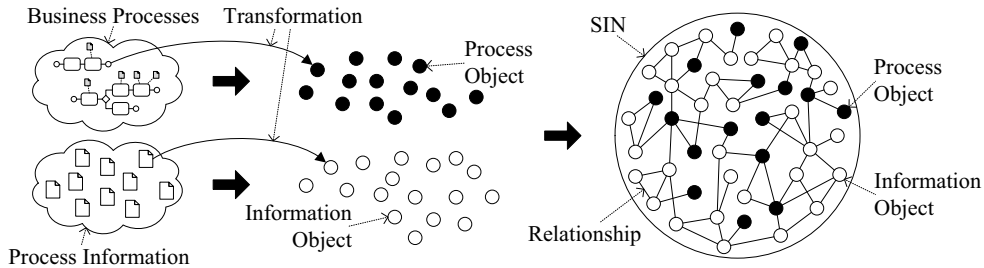 Business Processes
Transformation
Process
Object
SIN
Process
Object
Information
Object
Process Information
Information
Object
Relationship